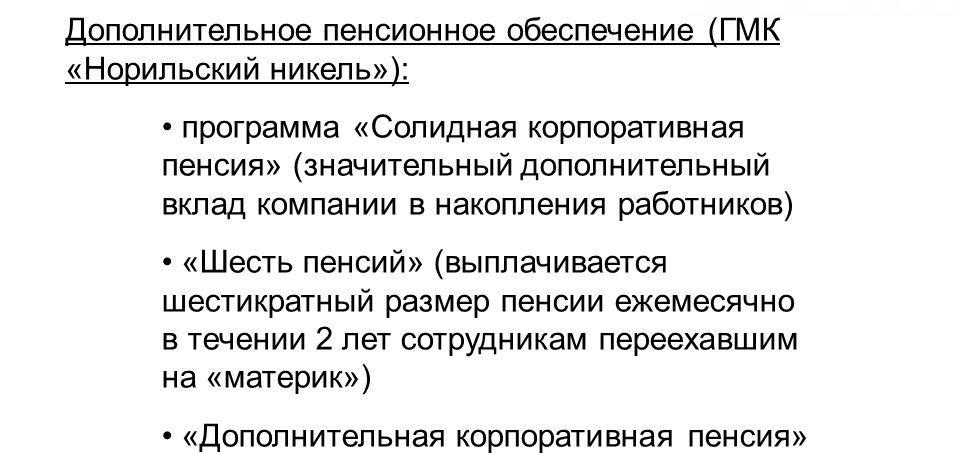 Дополнительное пенсионное обеспечение (ГМК
«Норильский никель»):
• программа «Солидная корпоративная
пенсия» (значительный дополнительный
вклад компании в накопления работников)
• «Шесть пенсий» (выплачивается
шестикратный размер пенсии ежемесячно
в течении 2 лет сотрудникам переехавшим
на «материк»)
• «Дополнительная корпоративная пенсия»